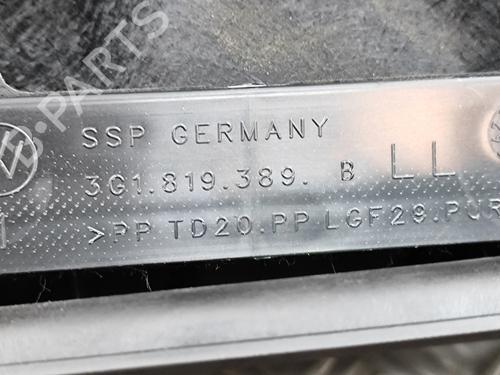 SSP GERMANY
3G1.819.389. B LL
>PP TD20.PP LGF29.PUR